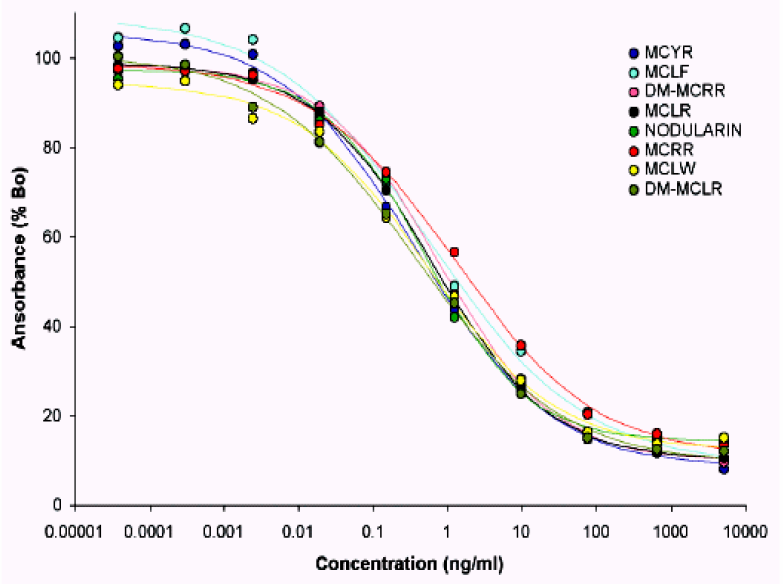 MCYR
MCLF
DM-MCRR
MCLR
NODULARIN
MCRR
MCLW
DM-MCLR
Ansorbance (% Bo)
100
80
60
40
20
0
0.00001 0.0001 0.001 0.01 0.1 1 10 100 1000 10000
Concentration (ng/ml)